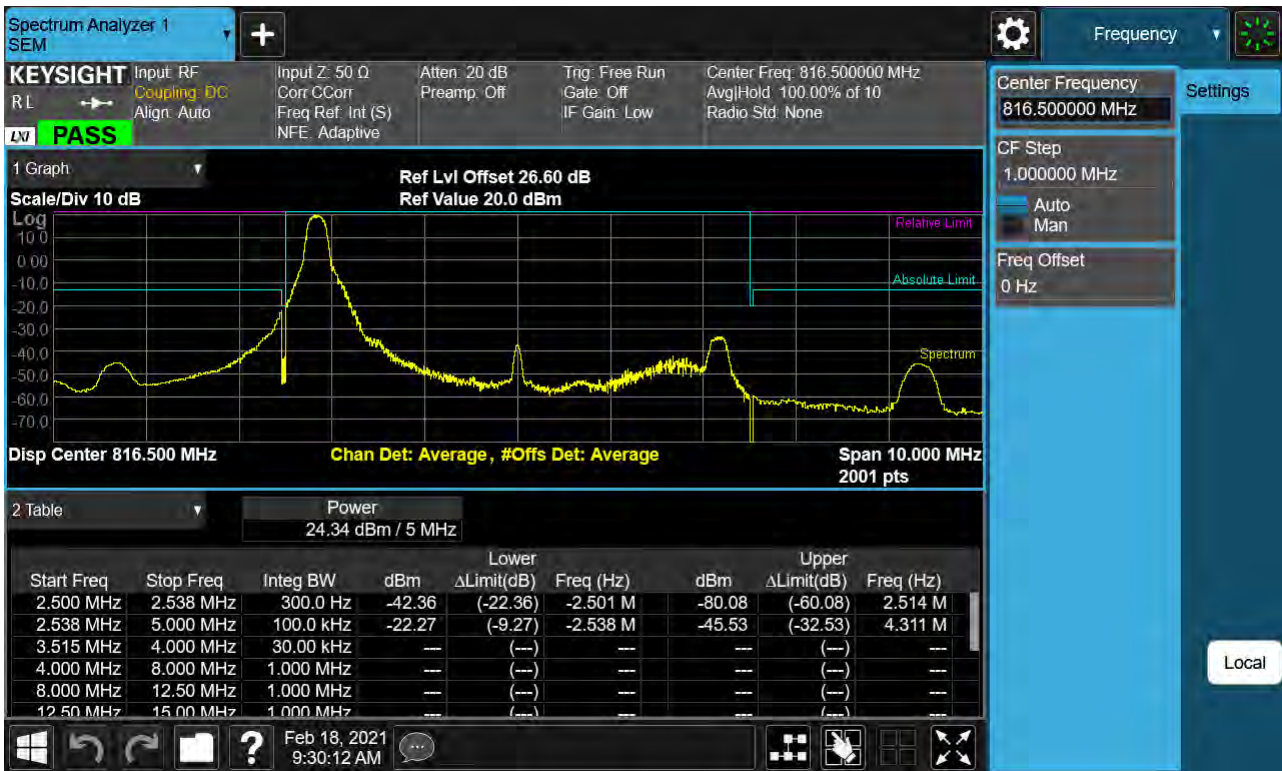 Spectrum Analyzer 1
SEM
Frequency
KEYSIGHT
R L
LXI PASS
Input: RF
Coupling: DC
Align: Auto
Input Z: 50 Ω
Corr CCorr
Freq Ref: Int (S)
NFE: Adaptive
Atten: 20 dB
Preamp: Off
Trig: Free Run
Gate: Off
IF Gain: Low
Center Freq: 816.500000 MHz
Avg|Hold: 100.00% of 10
Radio Std: None
Center Frequency
816.500000 MHz
Settings
CF Step
1.000000 MHz
Auto
Man
Freq Offset
0 Hz
1 Graph
Scale/Div 10 dB
Ref Lvl Offset 26.60 dB
Ref Value 20.0 dBm
Log
10.0
0.00
-10.0
-20.0
-30.0
-40.0
-50.0
-60.0
-70.0
Relative Limit
Absolute Limit
Spectrum
Disp Center 816.500 MHz
Chan Det: Average, #Offs Det: Average
Span 10.000 MHz
2001 pts
2 Table
Power
24.34 dBm / 5 MHz
Lower Upper
Start Freq Stop Freq Integ BW dBm ΔLimit(dB) Freq (Hz) dBm ΔLimit(dB) Freq (Hz)
2.500 MHz 2.538 MHz 300.0 Hz -42.36 (-22.36) -2.501 M -80.08 (-60.08) 2.514 M
2.538 MHz 5.000 MHz 100.0 kHz -22.27 (-9.27) -2.538 M -45.53 (-32.53) 4.311 M
3.515 MHz 4.000 MHz 30.00 kHz --- (---) --- --- (---) ---
4.000 MHz 8.000 MHz 1.000 MHz --- (---) --- --- (---) ---
8.000 MHz 12.50 MHz 1.000 MHz --- (---) --- --- (---) ---
12.50 MHz 15.00 MHz 1.000 MHz --- (---) --- --- (---) ---
Local
?
Feb 18, 2021
9:30:12 AM